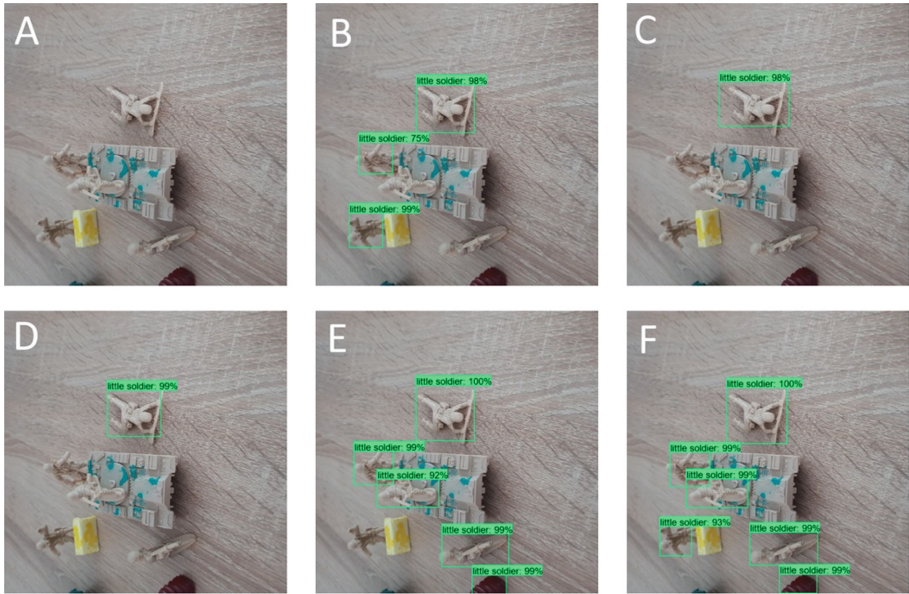 A
B
C
little soldier: 98%
little soldier: 98%
little soldier: 75%
little soldier: 99%
D
E
F
little soldier: 99%
little soldier: 100%
little soldier: 100%
little soldier: 99%
little soldier: 99%
little soldier: 92%
little soldier: 99%
little soldier: 93%
little soldier: 99%
little soldier: 99%
little soldier: 99%
little soldier: 99%